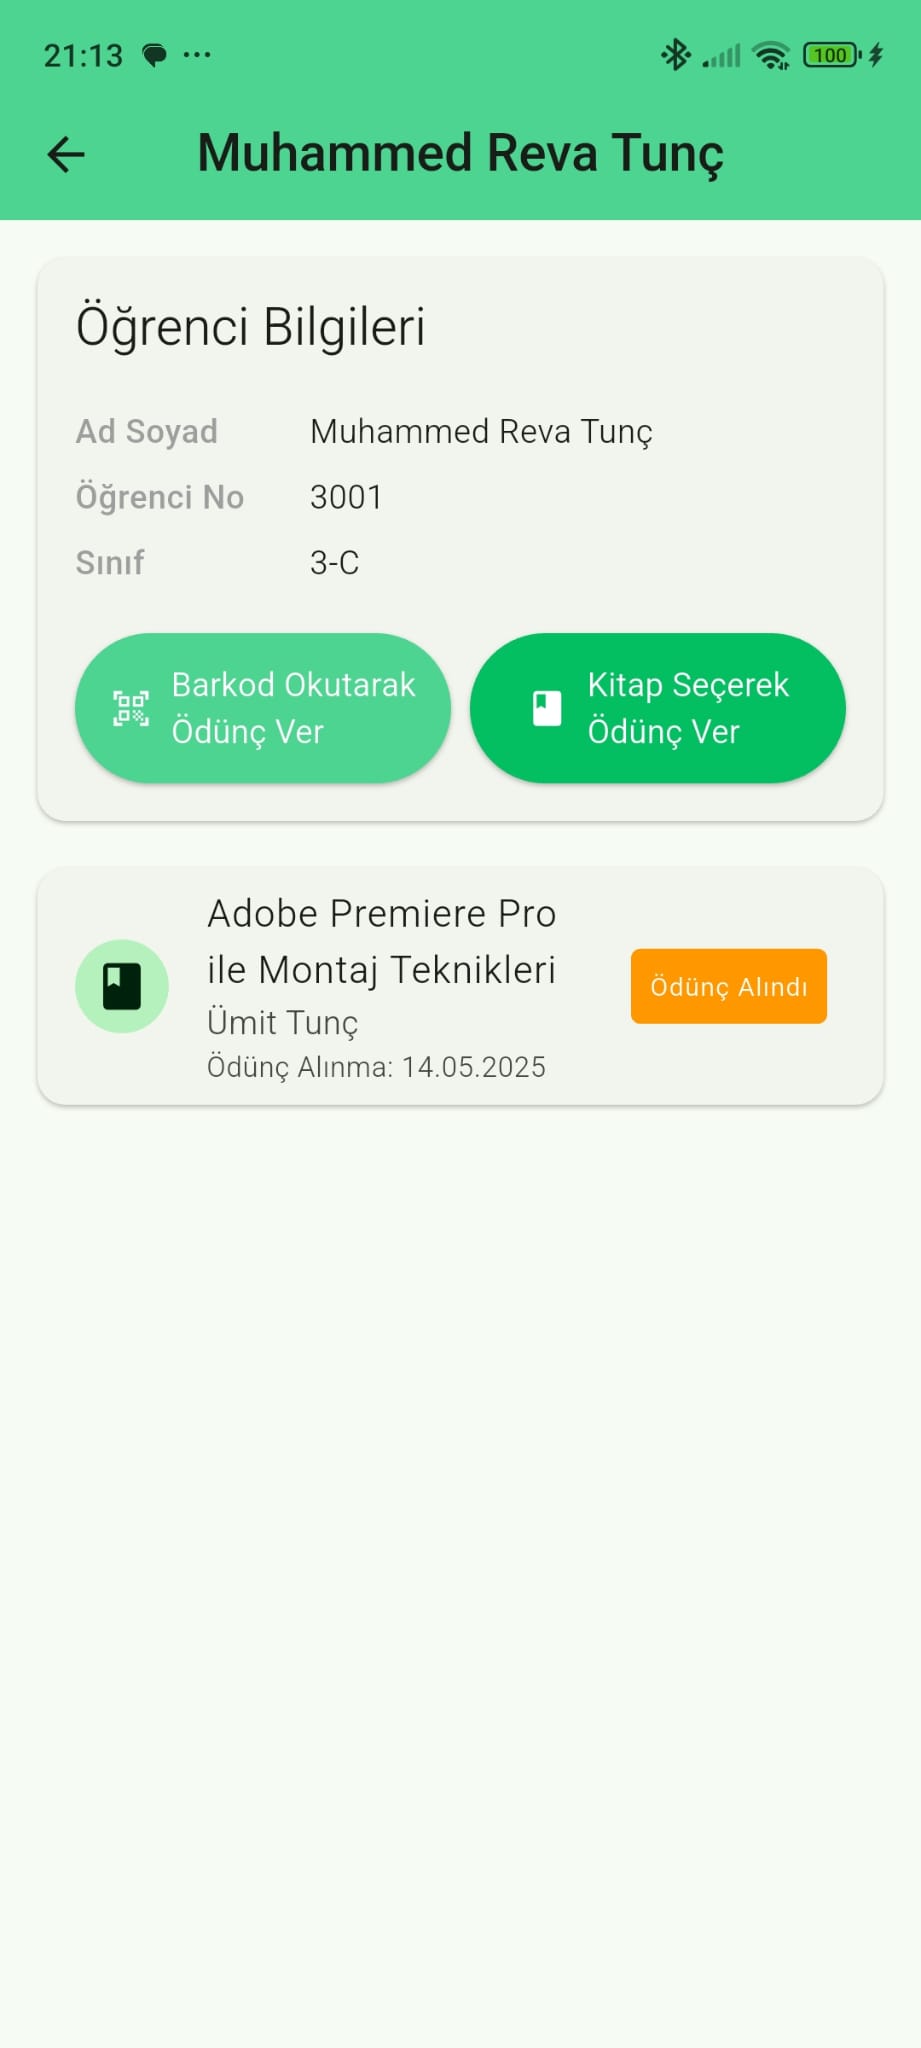 21:13
100
Muhammed Reva Tunç
Öğrenci Bilgileri
Ad Soyad Muhammed Reva Tunç
Öğrenci No 3001
Sınıf 3-C
Barkod Okutarak
Ödünç Ver
Kitap Seçerek
Ödünç Ver
Adobe Premiere Pro
ile Montaj Teknikleri
Ümit Tunç
Ödünç Alınma: 14.05.2025
Ödünç Alındı